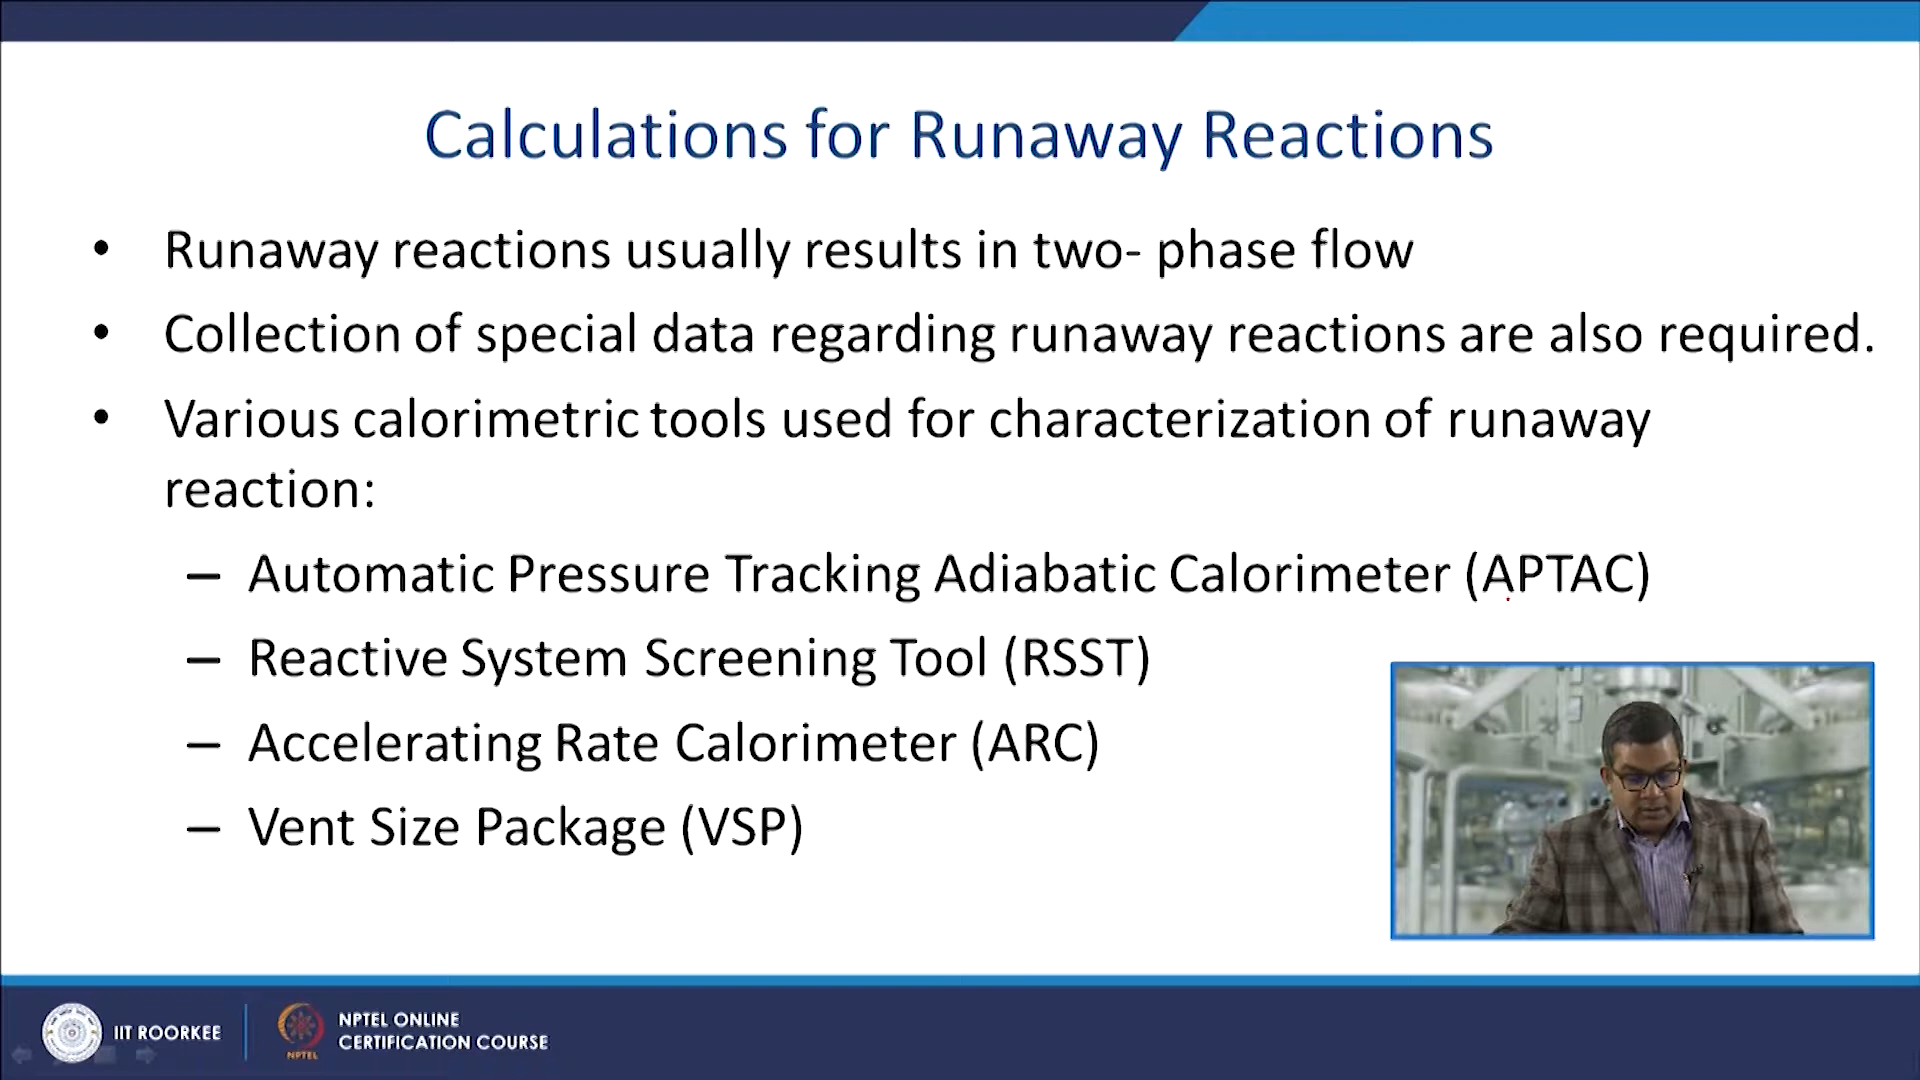 Calculations for Runaway Reactions
• Runaway reactions usually results in two- phase flow
• Collection of special data regarding runaway reactions are also required.
• Various calorimetric tools used for characterization of runaway
reaction:
– Automatic Pressure Tracking Adiabatic Calorimeter (APTAC)
– Reactive System Screening Tool (RSST)
– Accelerating Rate Calorimeter (ARC)
– Vent Size Package (VSP)
IIT ROORKEE
NPTEL
NPTEL ONLINE
CERTIFICATION COURSE